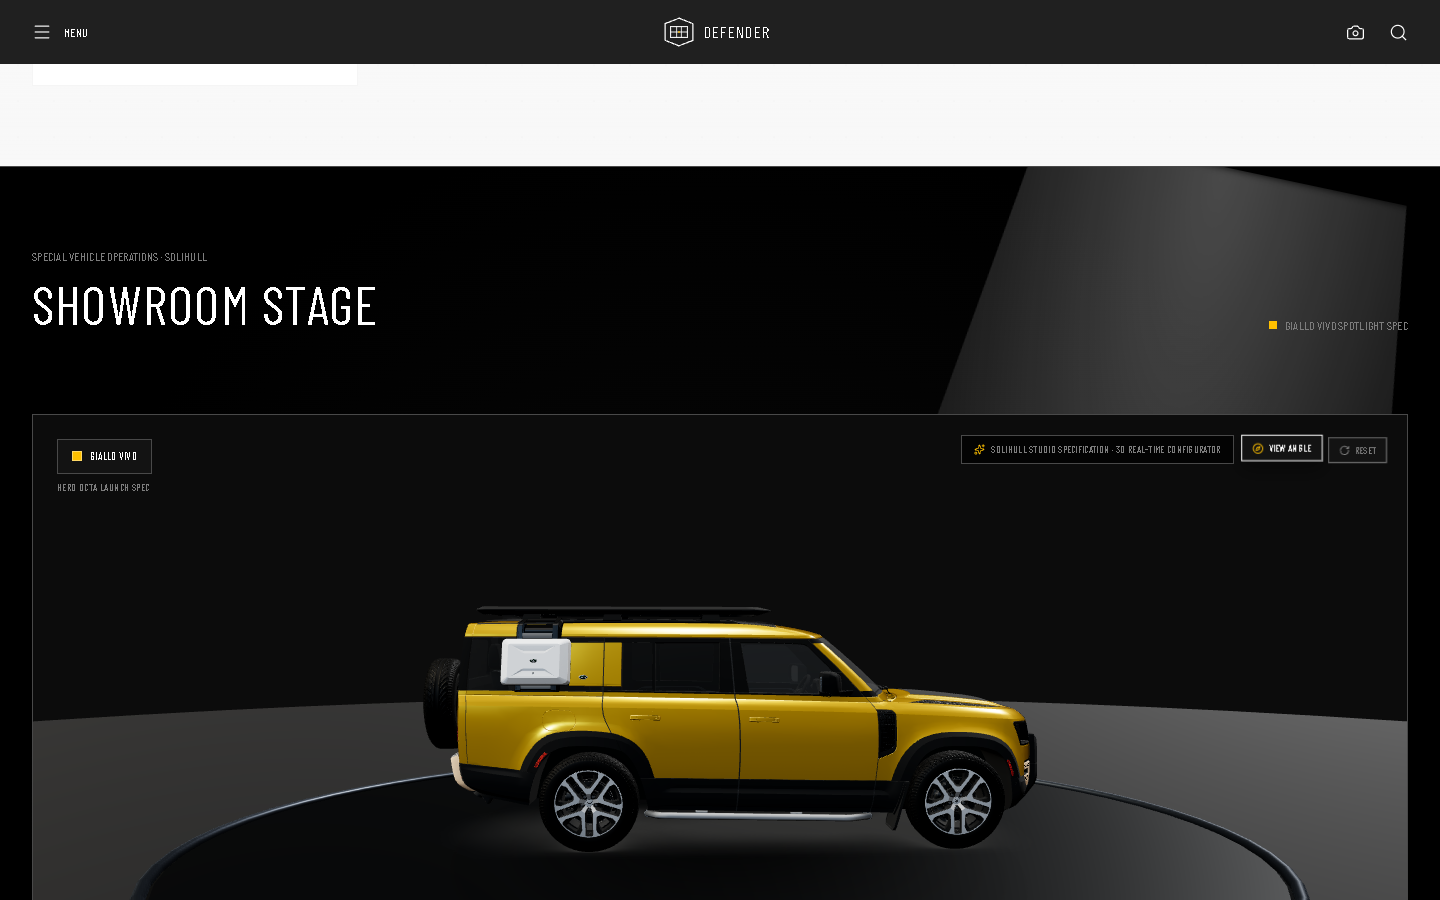 MENU
DEFENDER
SPECIAL VEHICLE OPERATIONS · SOLIHULL
SHOWROOM STAGE
GIALLO VIVO SPOTLIGHT SPEC
GIALLO VIVO
SOLIHULL STUDIO SPECIFICATION · 3D REAL-TIME CONFIGURATOR
VIEW ANGLE
RESET
HERO OCTA LAUNCH SPEC